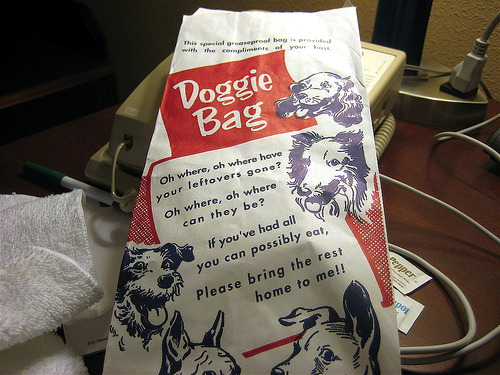 This special greaseproof bag is provided
with the compliments of your host.
Doggie
Bag
Oh where, oh where have
your leftovers gone?
Oh where, oh where
can they be?
If you've had all
you can possibly eat,
Please bring the rest
home to me!!
Pepper